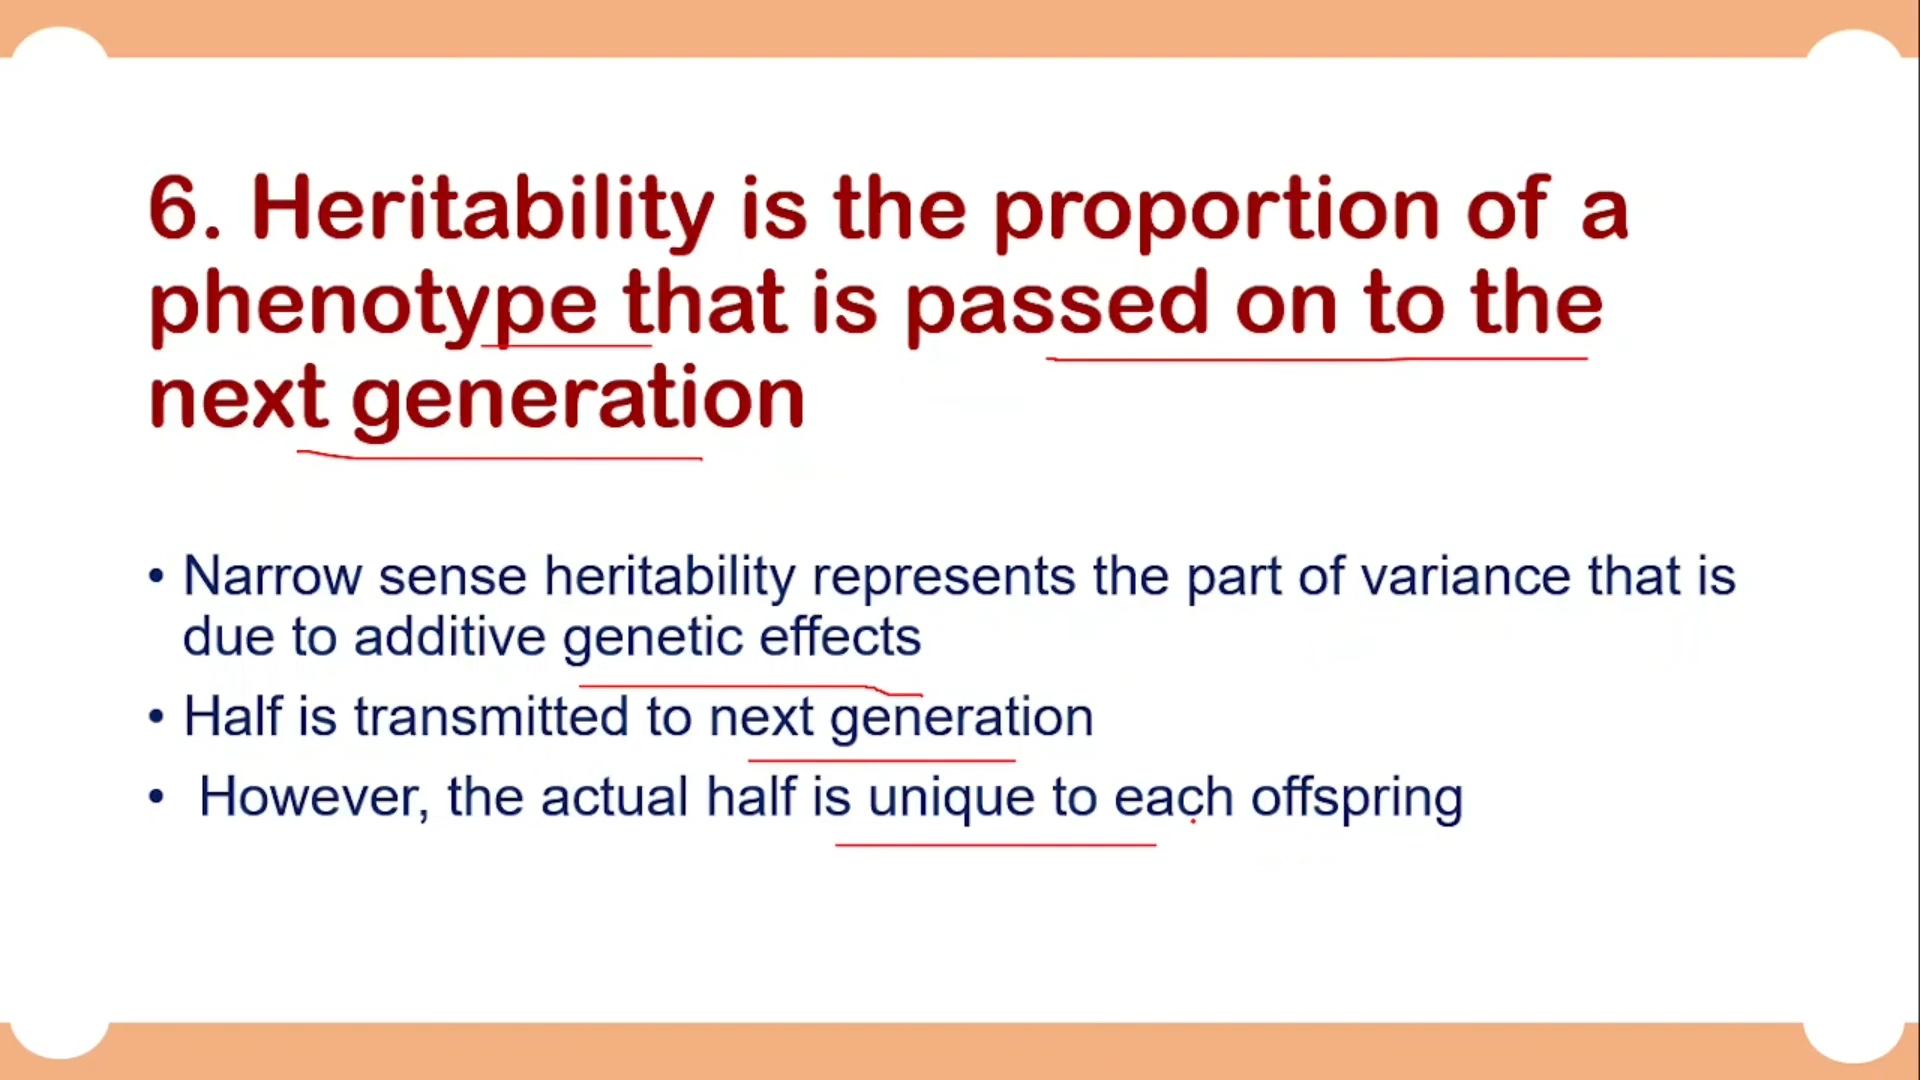 6. Heritability is the proportion of a
phenotype that is passed on to the
next generation
• Narrow sense heritability represents the part of variance that is
due to additive genetic effects
• Half is transmitted to next generation
• However, the actual half is unique to each offspring